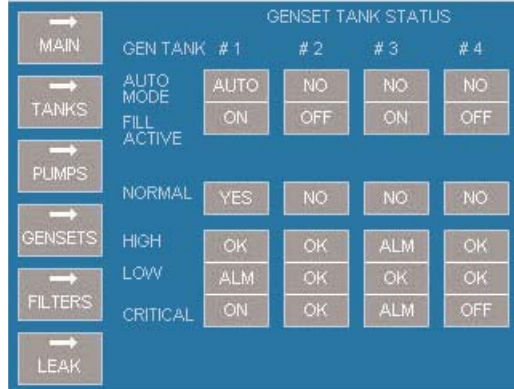 GENSET TANK STATUS
MAIN
TANKS
PUMPS
GENSETS
FILTERS
LEAK
GEN TANK # 1 # 2 # 3 # 4
AUTO MODE AUTO NO NO NO
FILL ACTIVE ON OFF ON OFF
NORMAL YES NO NO NO
HIGH OK OK ALM OK
LOW ALM OK OK OK
CRITICAL ON OK ALM OFF